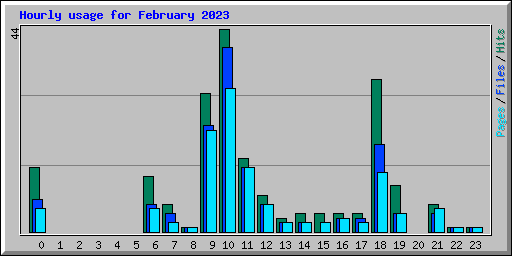 Hourly usage for February 2023
44
Pages/Files/Hits
0 1 2 3 4 5 6 7 8 9 10 11 12 13 14 15 16 17 18 19 20 21 22 23